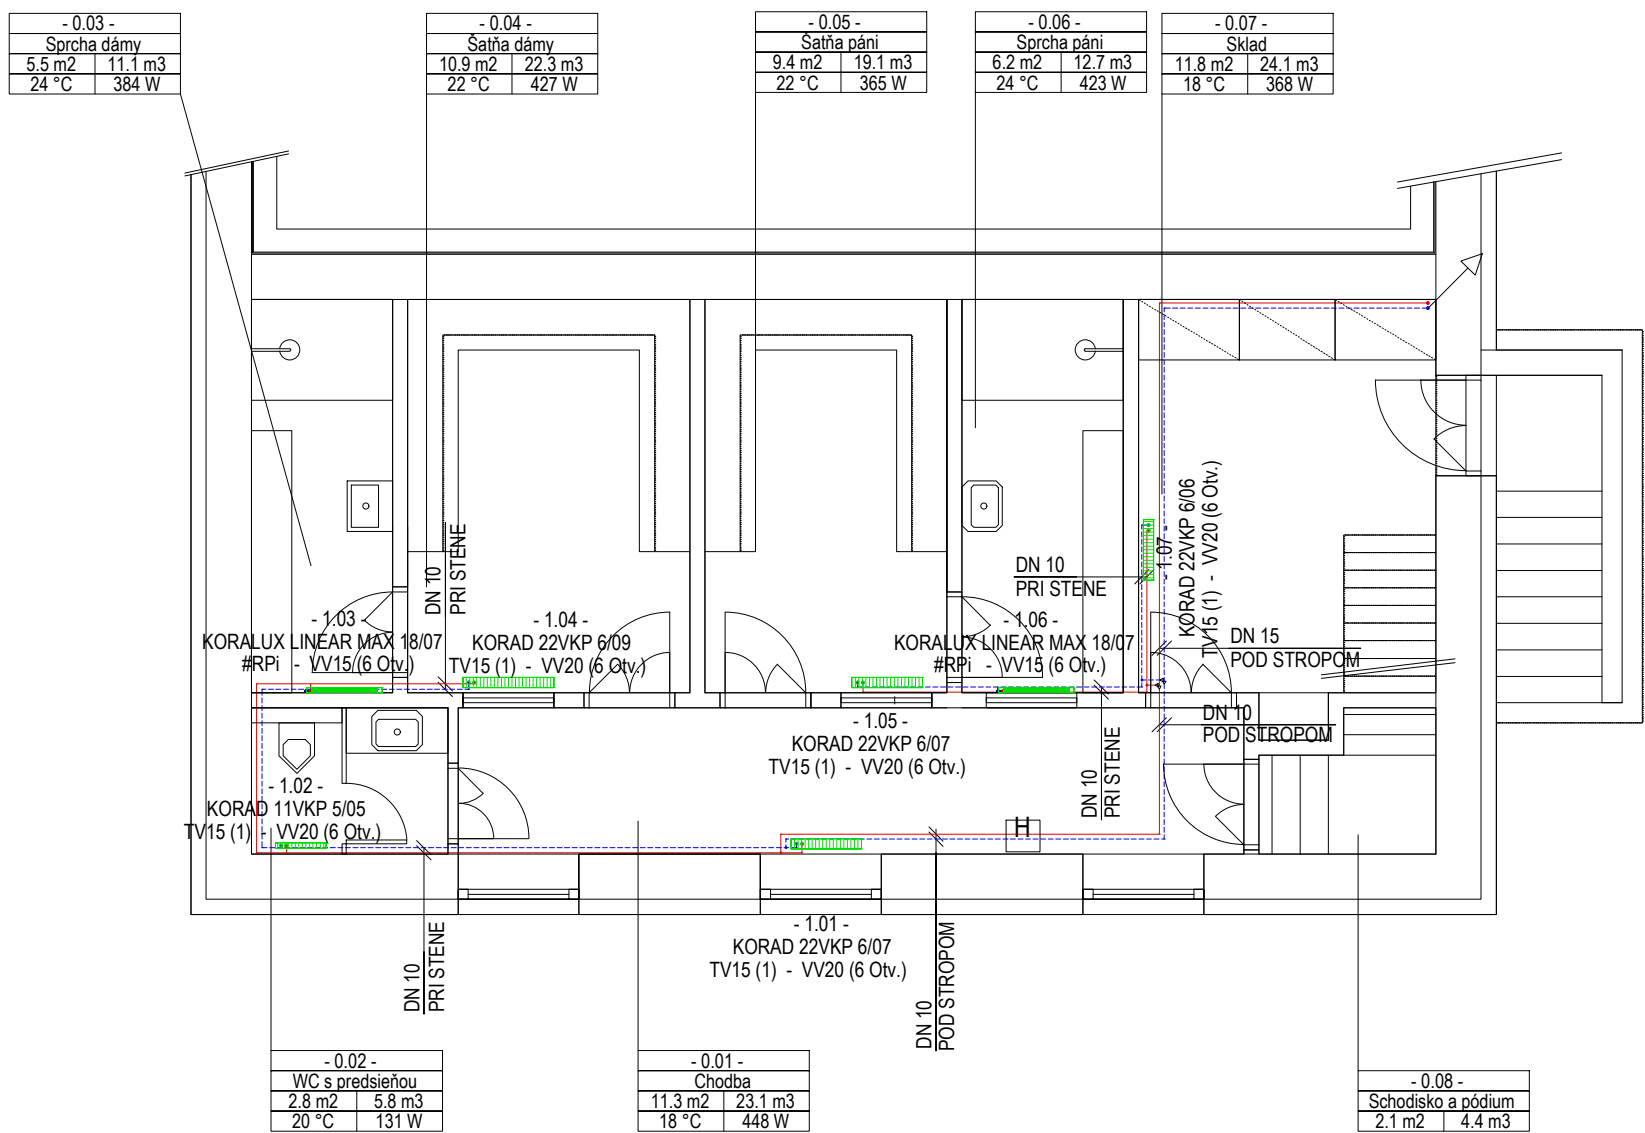 - 0.03 -
Sprcha dámy
5.5 m2 11.1 m3
24 °C 384 W
- 0.04 -
Šatňa dámy
10.9 m2 22.3 m3
22 °C 427 W
- 0.05 -
Šatňa páni
9.4 m2 19.1 m3
22 °C 365 W
- 0.06 -
Sprcha páni
6.2 m2 12.7 m3
24 °C 423 W
- 0.07 -
Sklad
11.8 m2 24.1 m3
18 °C 368 W
DN 10
PRI STENE
DN 10
PRI STENE
- 1.07 -
KORAD 22VKP 6/06
TV15 (1) - VV20 (6 Otv.)
- 1.03 -
KORALUX LINEAR MAX 18/07
#RPi - VV15 (6 Otv.)
- 1.04 -
KORAD 22VKP 6/09
TV15 (1) - VV20 (6 Otv.)
- 1.06 -
KORALUX LINEAR MAX 18/07
#RPi - VV15 (6 Otv.)
DN 15
POD STROPOM
DN 10
POD STROPOM
- 1.05 -
KORAD 22VKP 6/07
TV15 (1) - VV20 (6 Otv.)
DN 10
PRI STENE
- 1.02 -
KORAD 11VKP 5/05
TV15 (1) - VV20 (6 Otv.)
H
- 1.01 -
KORAD 22VKP 6/07
TV15 (1) - VV20 (6 Otv.)
DN 10
PRI STENE
DN 10
POD STROPOM
- 0.02 -
WC s predsieňou
2.8 m2 5.8 m3
20 °C 131 W
- 0.01 -
Chodba
11.3 m2 23.1 m3
18 °C 448 W
- 0.08 -
Schodisko a pódium
2.1 m2 4.4 m3